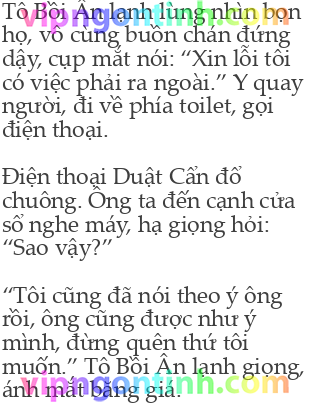 Tô Bồi Ân lạnh lùng nhìn bọn
họ, vô cùng buồn chán đứng
dậy, cụp mắt nói: “Xin lỗi tôi
có việc phải ra ngoài.” Y quay
người, đi về phía toilet, gọi
điện thoại.
Điện thoại Duật Cẩn đổ
chuông. Ông ta đến cạnh cửa
sổ nghe máy, hạ giọng hỏi:
“Sao vậy?”
“Tôi cũng đã nói theo ý ông
rồi, ông cũng được như ý
mình, đừng quên thứ tôi
muốn.” Tô Bồi Ân lạnh giọng,
ánh mắt băng giá.
vipngontinh.com
vipngontinh.com